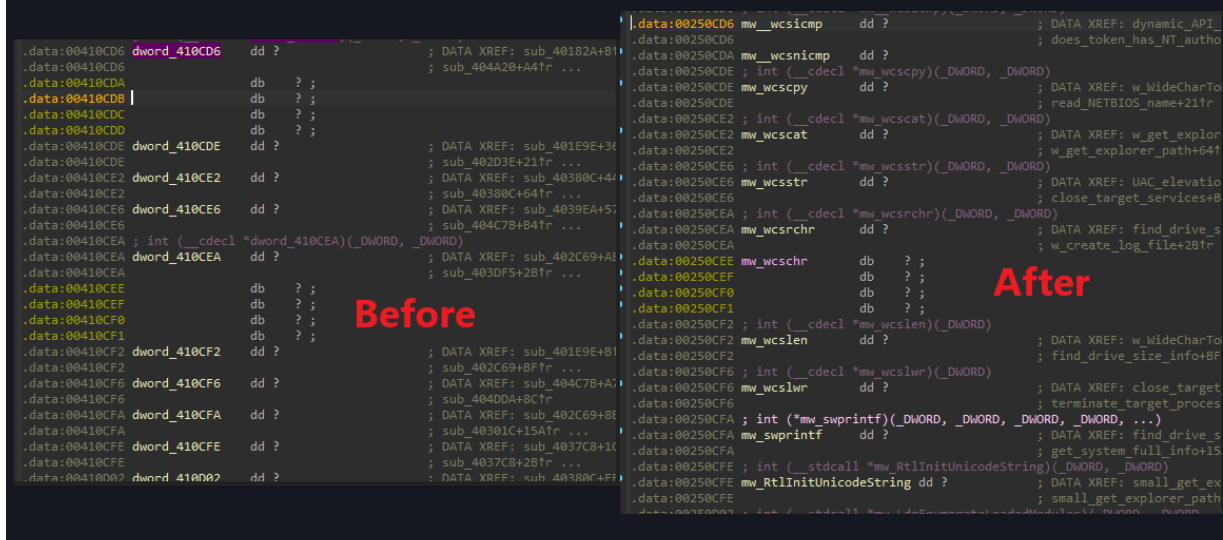 .data:00410CD6 dword_410CD6 dd ? ; DATA XREF: sub_40182A+B↑
.data:00410CD6 ; sub_404A20+A4↑r ...
.data:00410CDA db ? ;
.data:00410CDB db ? ;
.data:00410CDC db ? ;
.data:00410CDD db ? ;
.data:00410CDE dword_410CDE dd ? ; DATA XREF: sub_401E9E+36
.data:00410CDE ; sub_402D3E+21↑r ...
.data:00410CE2 dword_410CE2 dd ? ; DATA XREF: sub_40380C+44
.data:00410CE2 ; sub_40380C+64↑r ...
.data:00410CE6 dword_410CE6 dd ? ; DATA XREF: sub_4039EA+57
.data:00410CE6 ; sub_404C7B+B4↑r ...
.data:00410CEA ; int (__cdecl *dword_410CEA)(_DWORD, _DWORD)
.data:00410CEA dword_410CEA dd ? ; DATA XREF: sub_402C69+AE
.data:00410CEA ; sub_403DF5+2B↑r ...
.data:00410CEE db ? ;
.data:00410CEF db ? ;
.data:00410CF0 db ? ;
.data:00410CF1 db ? ;
.data:00410CF2 dword_410CF2 dd ? ; DATA XREF: sub_401E9E+B↑
.data:00410CF2 ; sub_402C69+BF↑r ...
.data:00410CF6 dword_410CF6 dd ? ; DATA XREF: sub_404C7B+A7
.data:00410CF6 ; sub_404DDA+8C↑r
.data:00410CFA dword_410CFA dd ? ; DATA XREF: sub_402C69+8E
.data:00410CFA ; sub_40301C+15A↑r ...
.data:00410CFE dword_410CFE dd ? ; DATA XREF: sub_4037C8+1C
.data:00410CFE ; sub_4037C8+2B↑r ...
.data:00410D02 dword_410D02 dd ? ; DATA XREF: sub_40380C+
Before
.data:00250CD6 mw__wcsicmp dd ? ; DATA XREF: dynamic_API_
.data:00250CD6 ; does_token_has_NT_autho
.data:00250CDA mw__wcsnicmp dd ?
.data:00250CDE ; int (__cdecl *mw_wcscpy)(_DWORD, _DWORD)
.data:00250CDE mw_wcscpy dd ? ; DATA XREF: w_WideCharTo
.data:00250CDE ; read_NETBIOS_name+21↑r
.data:00250CE2 ; int (__cdecl *mw_wcscat)(_DWORD, _DWORD)
.data:00250CE2 mw_wcscat dd ? ; DATA XREF: w_get_explor
.data:00250CE2 ; w_get_explorer_path+64↑
.data:00250CE6 ; int (__cdecl *mw_wcsstr)(_DWORD, _DWORD)
.data:00250CE6 mw_wcsstr dd ? ; DATA XREF: UAC_elevatio
.data:00250CE6 ; close_target_services+B
.data:00250CEA ; int (__cdecl *mw_wcsrchr)(_DWORD, _DWORD)
.data:00250CEA mw_wcsrchr dd ? ; DATA XREF: find_drive_s
.data:00250CEA ; w_create_log_file+2B↑r
.data:00250CEE mw_wcschr db ? ;
.data:00250CEF db ? ;
.data:00250CF0 db ? ;
.data:00250CF1 db ? ;
.data:00250CF2 ; int (__cdecl *mw_wcslen)(_DWORD)
.data:00250CF2 mw_wcslen dd ? ; DATA XREF: w_WideCharTo
.data:00250CF2 ; find_drive_size_info+BF
.data:00250CF6 ; int (__cdecl *mw_wcslwr)(_DWORD)
.data:00250CF6 mw_wcslwr dd ? ; DATA XREF: close_target
.data:00250CF6 ; terminate_target_proces
.data:00250CFA ; int (*mw_swprintf)(_DWORD, _DWORD, _DWORD, _DWORD, ...)
.data:00250CFA mw_swprintf dd ? ; DATA XREF: find_drive_s
.data:00250CFA ; get_system_full_info+15
.data:00250CFE ; int (__stdcall *mw_RtlInitUnicodeString)(_DWORD, _DWORD)
.data:00250CFE mw_RtlInitUnicodeString dd ? ; DATA XREF: small_get_ex
.data:00250CFE ; small_get_explorer_path
.data:00250D02 ; int (__stdcall *mw_LdrEnumerateLoadedModules)(_DWORD, _DWORD,
After